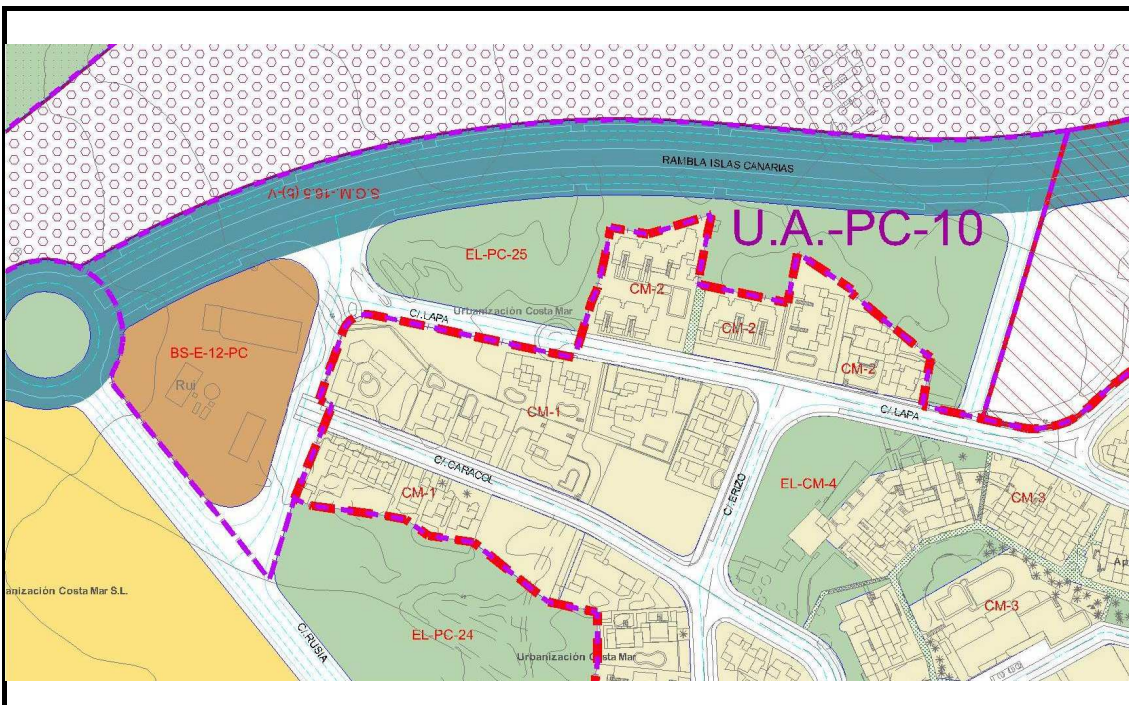 RAMBLA ISLAS CANARIAS
S.G.M.-16.5 (b)-V
U.A.-PC-10
EL-PC-25
CM-2
C/.LAPA
Urbanización Costa Mar
CM-2
BS-E-12-PC
CM-2
Rui
CM-1
C/.LAPA
C/.CARACOL
EL-CM-4
CM-1
C/.ERIZO
CM-3
anización Costa Mar S.L.
CM-3
EL-PC-24
C/.RUSIA
Urbanización Costa Mar